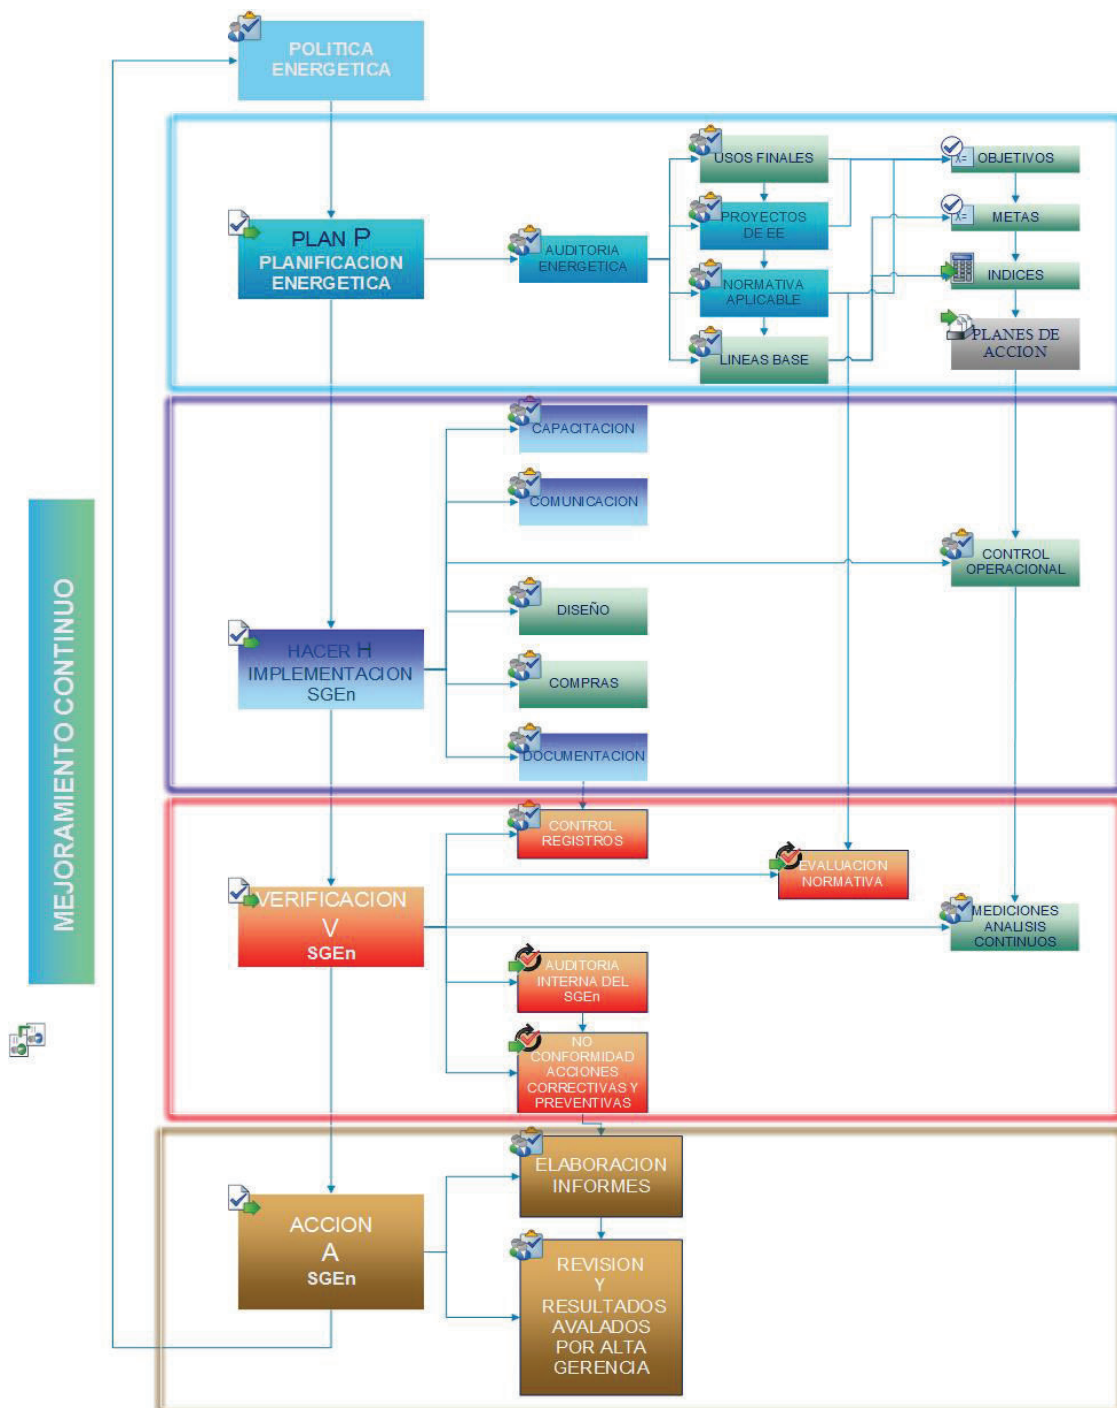 POLITICA
ENERGETICA
USOS FINALES
OBJETIVOS
PLAN P
PLANIFICACION
ENERGETICA
AUDITORIA
ENERGETICA
PROYECTOS
DE EE
METAS
NORMATIVA
APLICABLE
INDICES
LINEAS BASE
PLANES DE
ACCION
CAPACITACION
COMUNICACION
CONTROL
OPERACIONAL
DISEÑO
HACER H
IMPLEMENTACION
SGEn
COMPRAS
DOCUMENTACION
MEJORAMIENTO CONTINUO
CONTROL
REGISTROS
EVALUACION
NORMATIVA
VERIFICACION
V
SGEn
MEDICIONES
ANALISIS
CONTINUOS
AUDITORIA
INTERNA DEL
SGEn
NO
CONFORMIDAD
ACCIONES
CORRECTIVAS Y
PREVENTIVAS
ELABORACION
INFORMES
ACCION
A
SGEn
REVISION
Y
RESULTADOS
AVALADOS
POR ALTA
GERENCIA